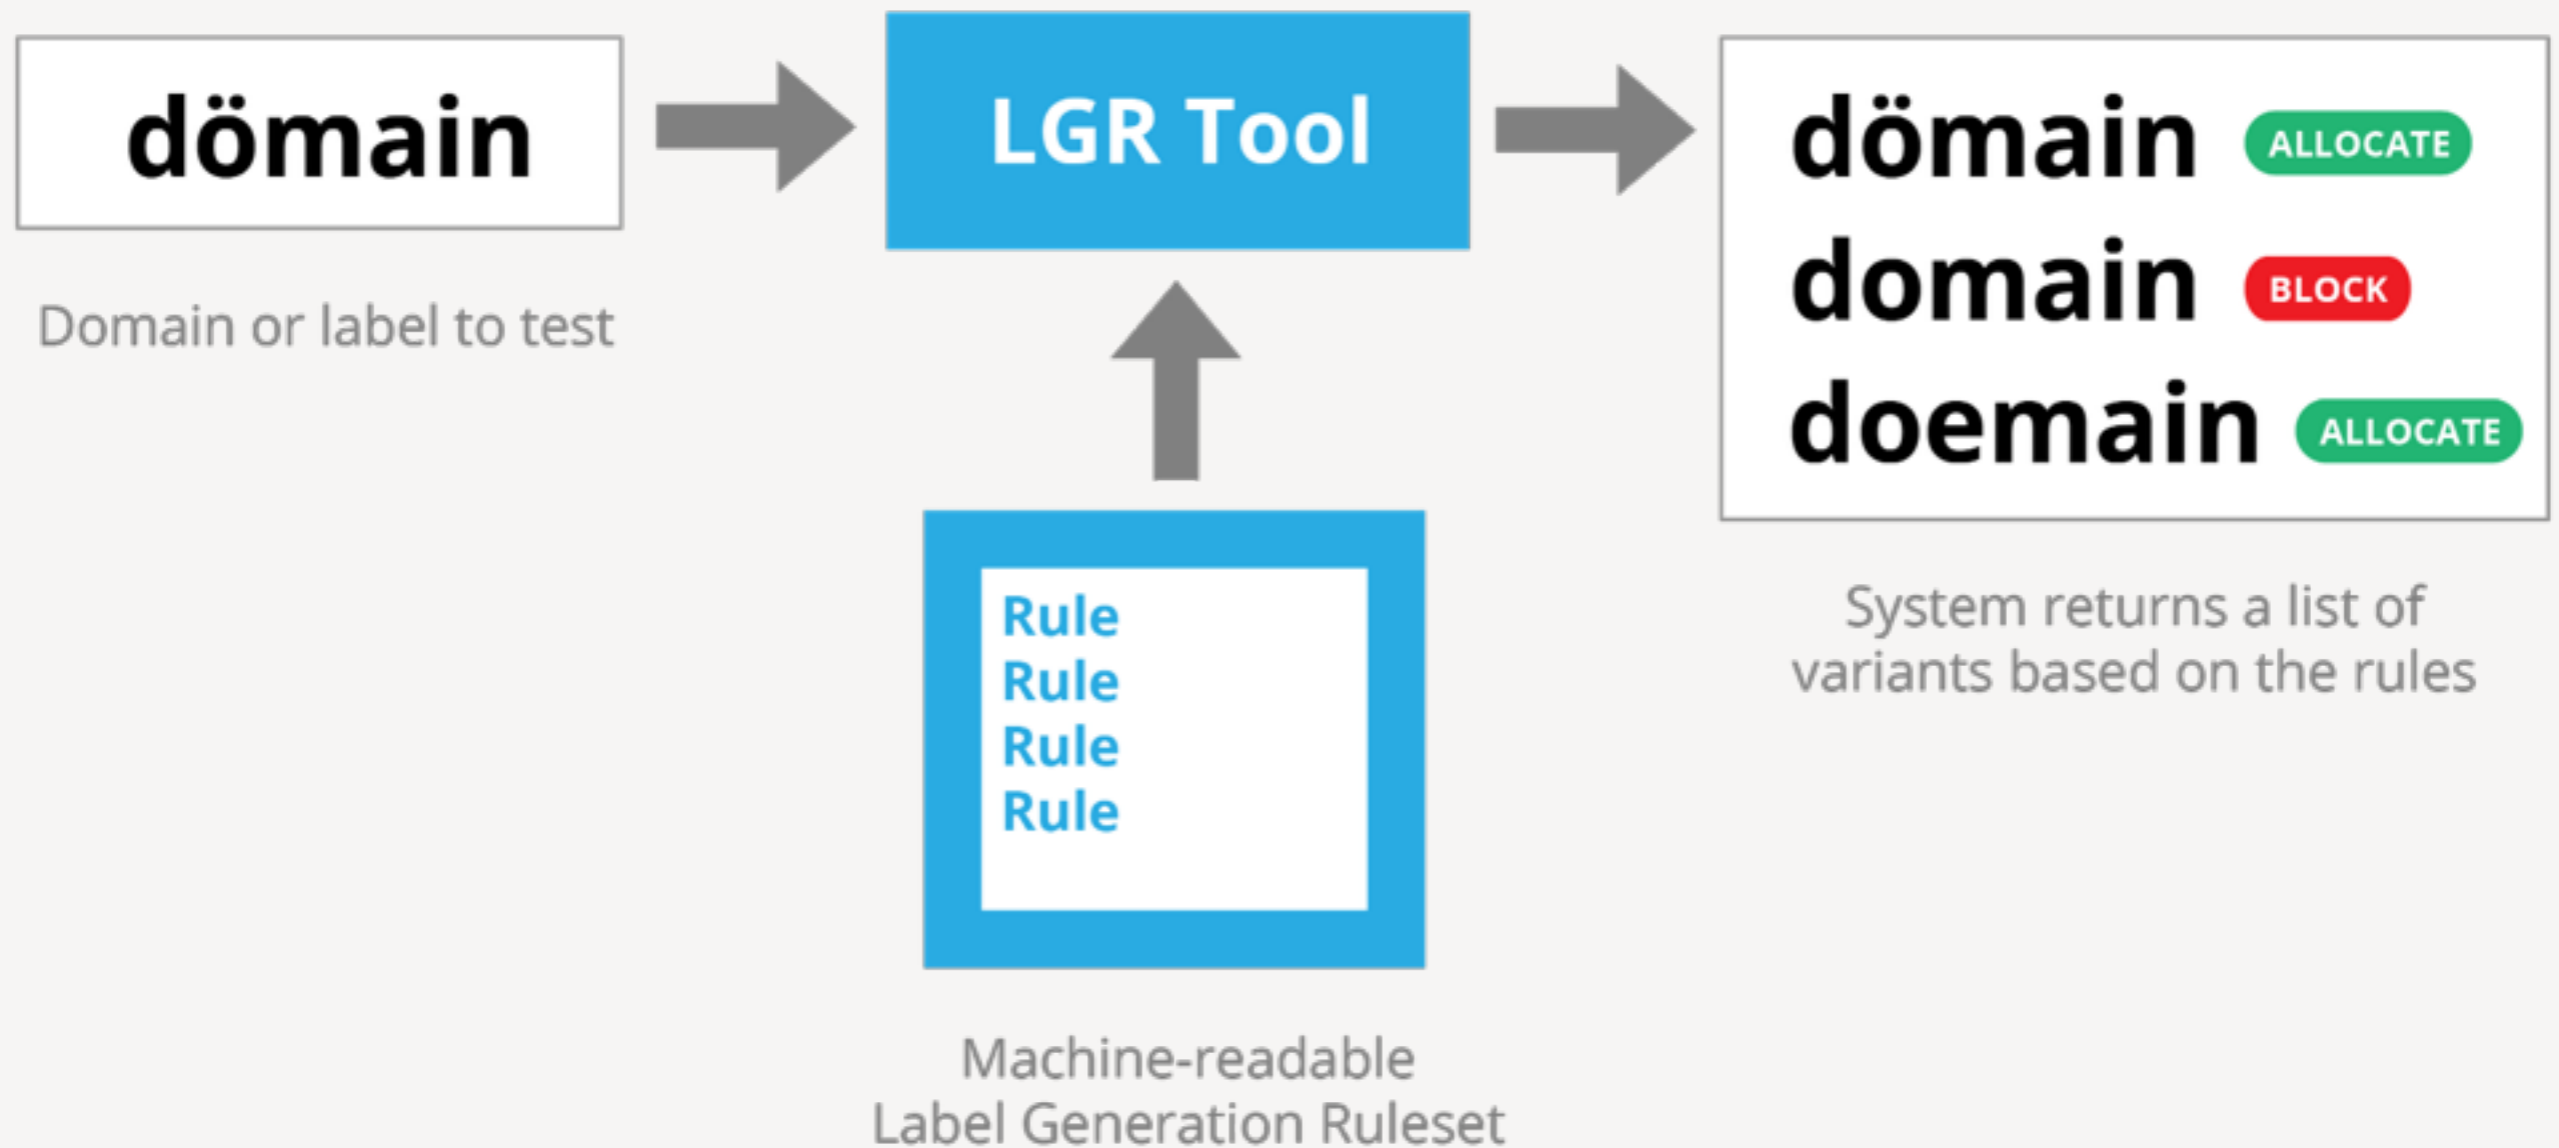 dömain
Domain or label to test
LGR Tool
Rule
Rule
Rule
Rule
Machine-readable
Label Generation Ruleset
dömain ALLOCATE
domain BLOCK
doemain ALLOCATE
System returns a list of
variants based on the rules